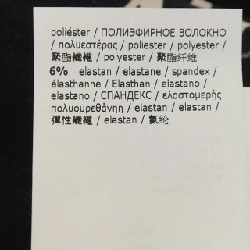 poliéster / ПОЛИЭФИРНОЕ ВОЛОКНО
/ πολυεστέρας / poliester / polyester /
聚酯纖維 / polyester / 聚酯纤维
6% elastan / elastane / spandex /
élasthanne / Elasthan / elastano /
elastano / СПАНДЕКС / ελαστομερής
πολυουρεθάνη / elastan / elastan /
彈性纖維 / elastan / 氨纶